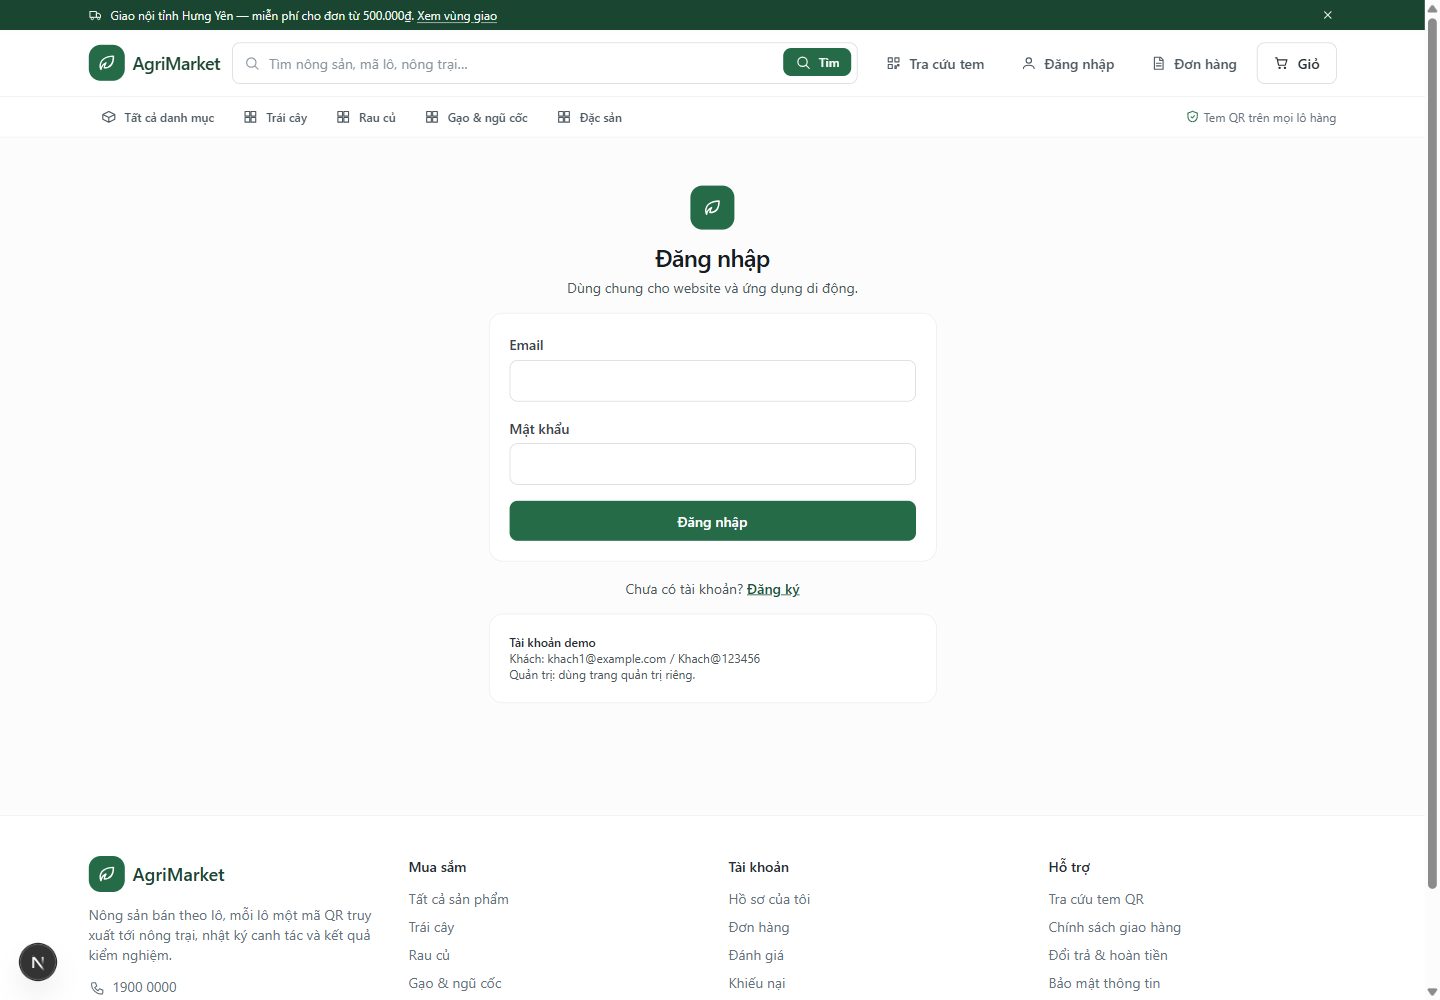 Giao nội tỉnh Hưng Yên — miễn phí cho đơn từ 500.000₫. Xem vùng giao
AgriMarket
Tìm nông sản, mã lô, nông trại...
Tìm
Tra cứu tem
Đăng nhập
Đơn hàng
Giỏ
Tất cả danh mục
Trái cây
Rau củ
Gạo & ngũ cốc
Đặc sản
Tem QR trên mọi lô hàng
Đăng nhập
Dùng chung cho website và ứng dụng di động.
Email
Mật khẩu
Đăng nhập
Chưa có tài khoản? Đăng ký
Tài khoản demo
Khách: khach1@example.com / Khach@123456
Quản trị: dùng trang quản trị riêng.
AgriMarket
Nông sản bán theo lô, mỗi lô một mã QR truy
xuất tới nông trại, nhật ký canh tác và kết quả
kiểm nghiệm.
1900 0000
Mua sắm
Tất cả sản phẩm
Trái cây
Rau củ
Gạo & ngũ cốc
Tài khoản
Hồ sơ của tôi
Đơn hàng
Đánh giá
Khiếu nại
Hỗ trợ
Tra cứu tem QR
Chính sách giao hàng
Đổi trả & hoàn tiền
Bảo mật thông tin
N